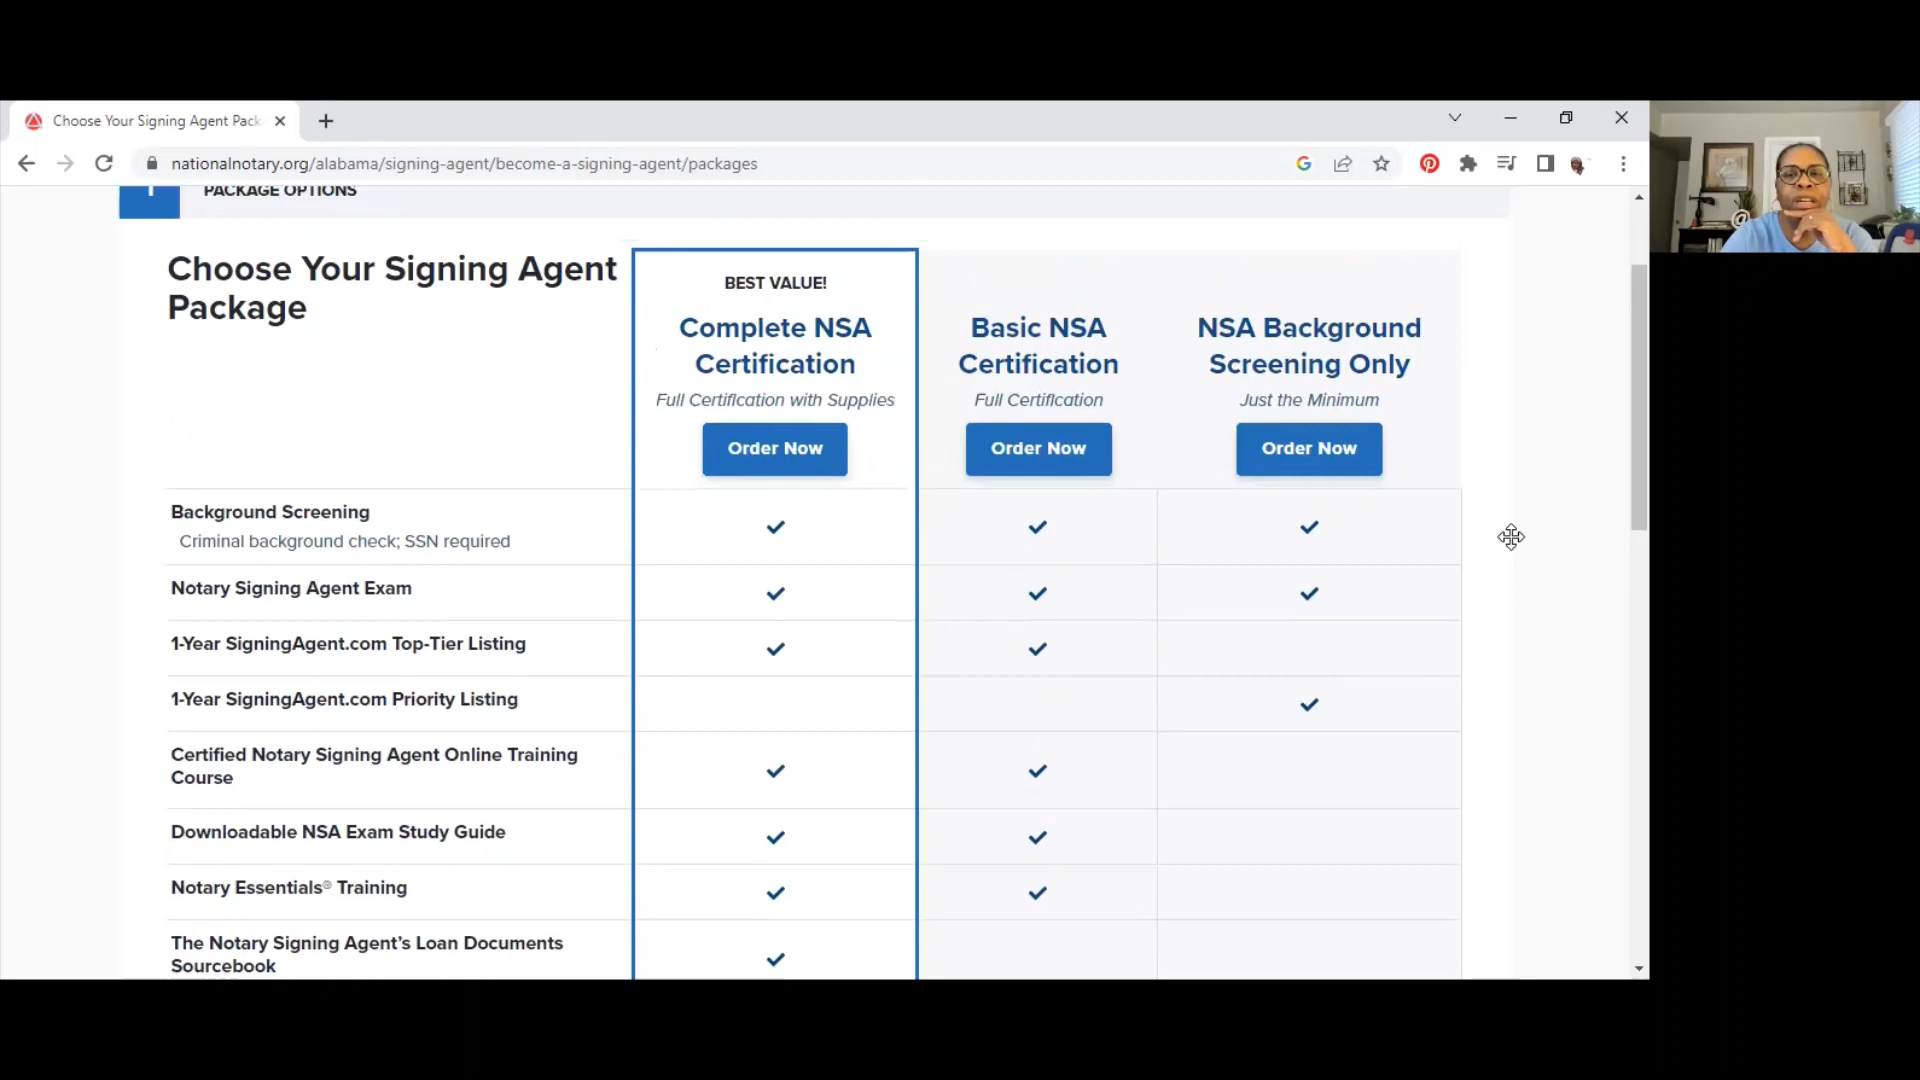 Choose Your Signing Agent Pack
nationalnotary.org/alabama/signing-agent/become-a-signing-agent/packages
1 PACKAGE OPTIONS
Choose Your Signing Agent
Package
BEST VALUE!
Complete NSA
Certification
Full Certification with Supplies
Order Now
Basic NSA
Certification
Full Certification
Order Now
NSA Background
Screening Only
Just the Minimum
Order Now
Background Screening
Criminal background check; SSN required
Notary Signing Agent Exam
1-Year SigningAgent.com Top-Tier Listing
1-Year SigningAgent.com Priority Listing
Certified Notary Signing Agent Online Training
Course
Downloadable NSA Exam Study Guide
Notary Essentials® Training
The Notary Signing Agent’s Loan Documents
Sourcebook